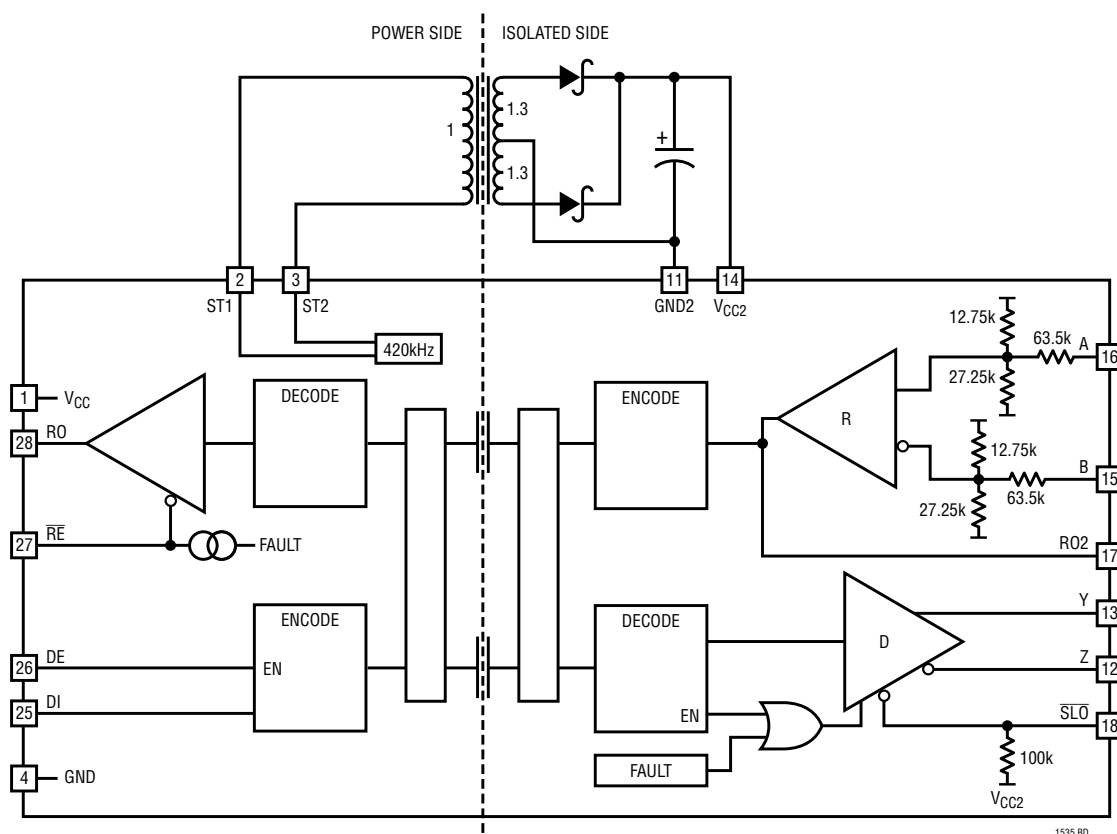 POWER SIDE
ISOLATED SIDE
1
1.3
1.3
+
2
3
11
14
ST1
ST2
GND2
VCC2
420kHz
12.75k
63.5k
A
16
27.25k
1
VCC
DECODE
ENCODE
R
28
RO
12.75k
B
15
27.25k
63.5k
27
RE
FAULT
RO2
17
ENCODE
DECODE
Y
13
D
26
DE
EN
Z
12
25
DI
EN
SLO
18
FAULT
100k
4
GND
VCC2
1535 BD